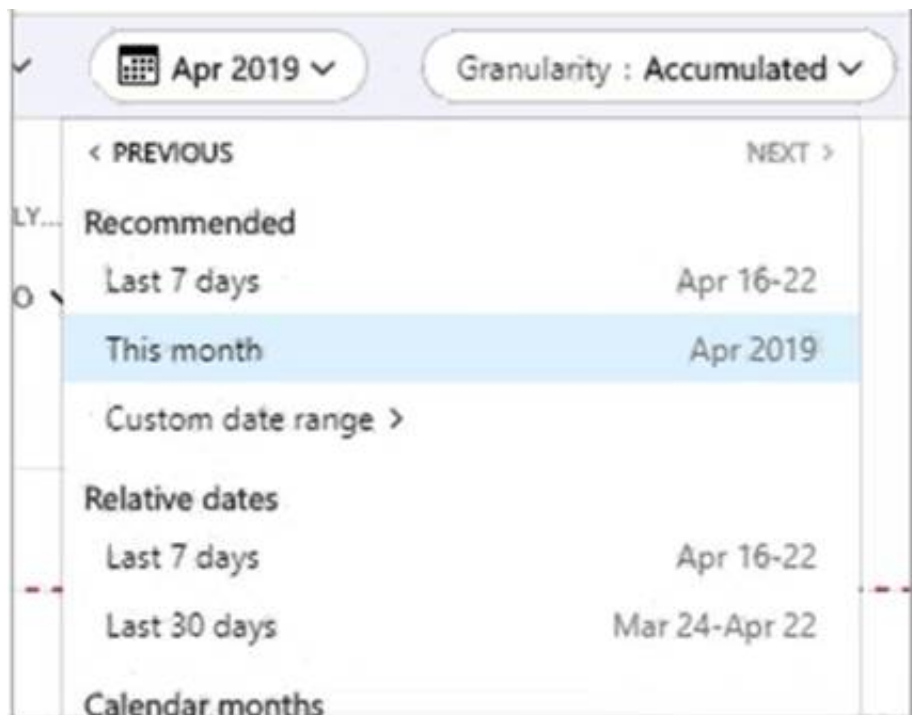 Apr 2019 Granularity : Accumulated
< PREVIOUS NEXT >
LY...
Recommended
Last 7 days Apr 16-22
O
This month Apr 2019
Custom date range >
Relative dates
Last 7 days Apr 16-22
Last 30 days Mar 24-Apr 22
Calendar months